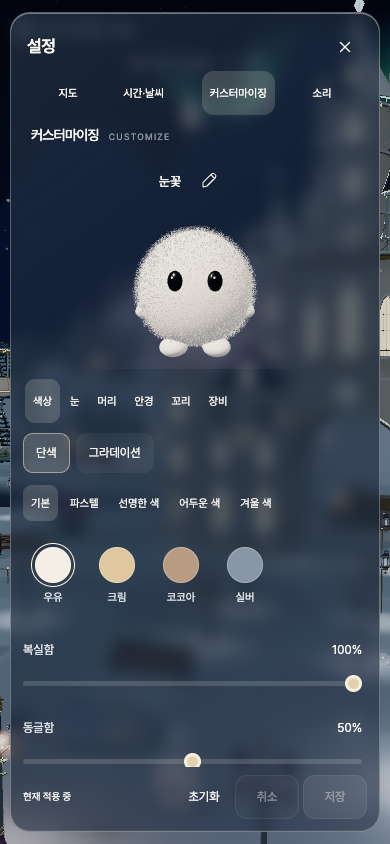 설정
지도 시간·날씨 커스터마이징 소리
커스터마이징 CUSTOMIZE
눈꽃
색상 눈 머리 안경 꼬리 장비
단색 그라데이션
기본 파스텔 선명한 색 어두운 색 겨울 색
우유 크림 코코아 실버
복실함 100%
동글함 50%
현재 적용 중 초기화 취소 저장